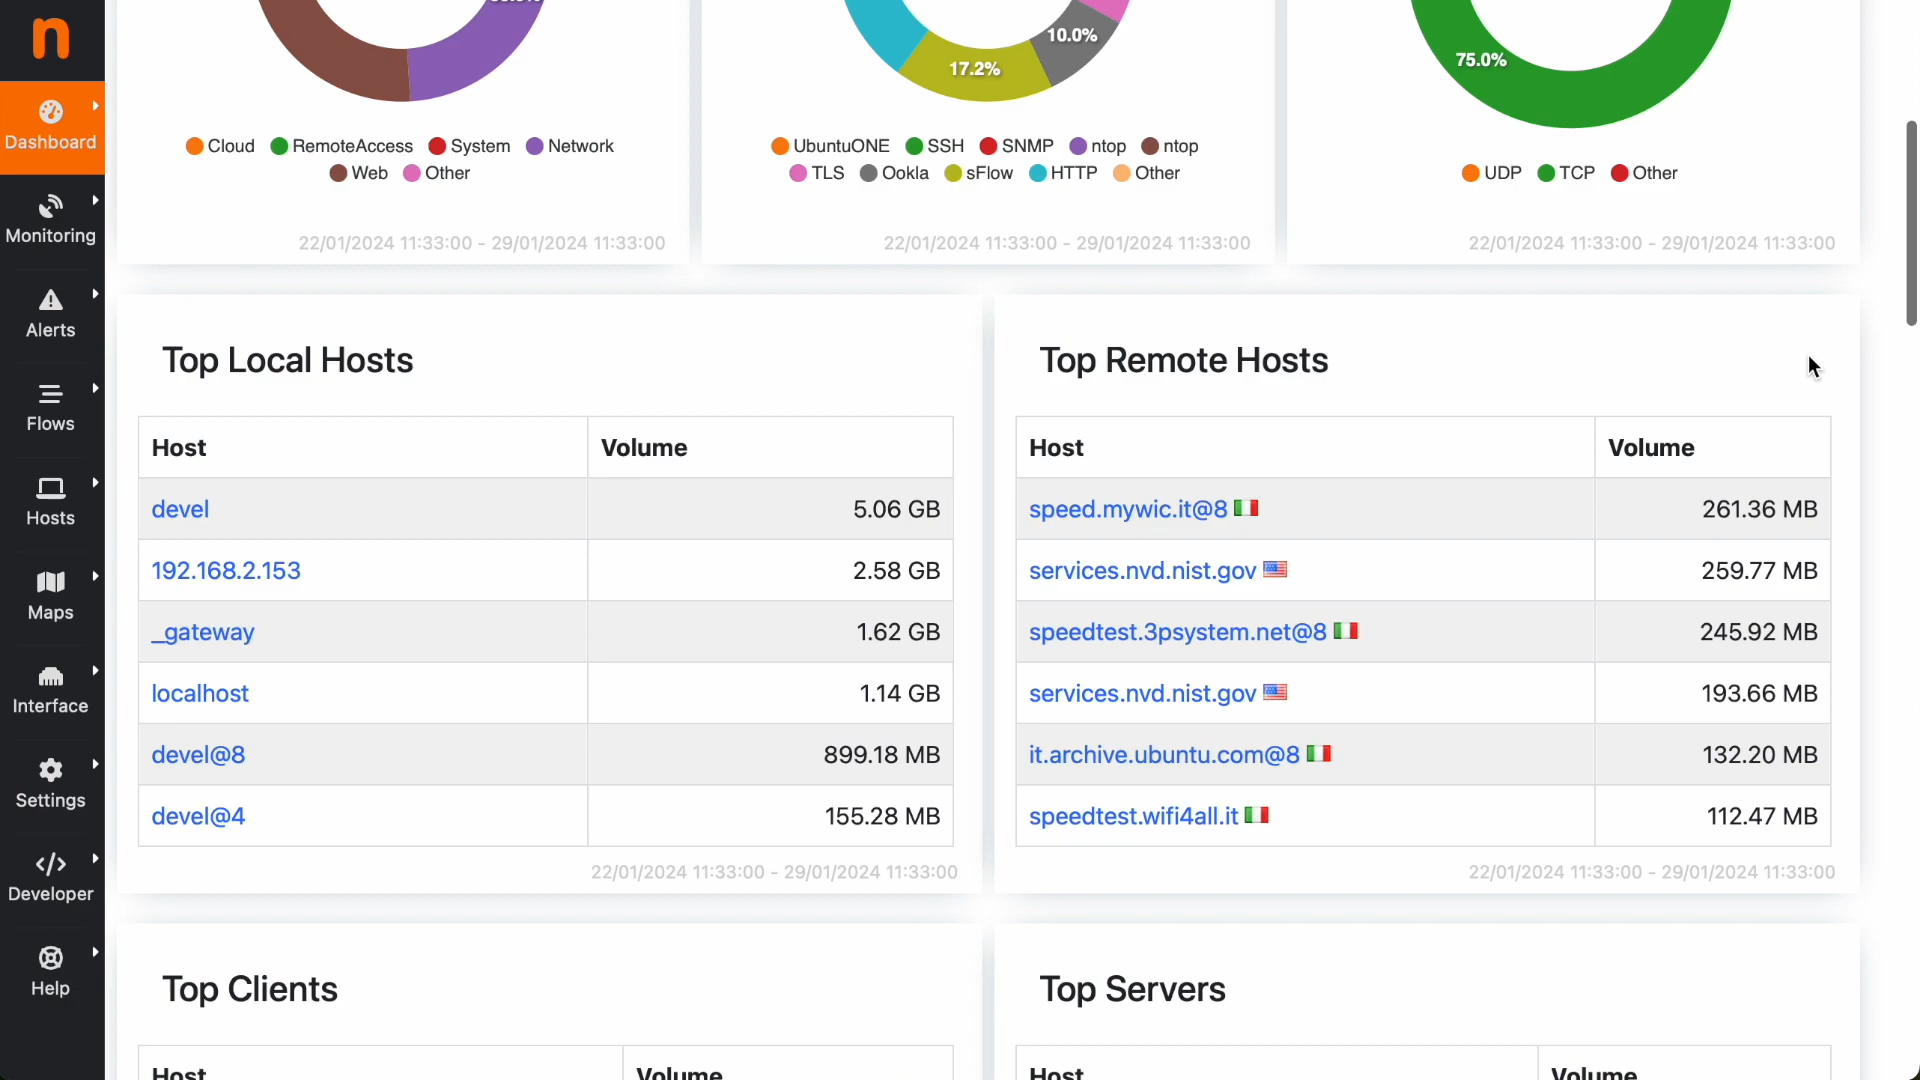 n
Dashboard
Monitoring
Alerts
Flows
Hosts
Maps
Interface
Settings
Developer
Help
17.2%
10.0%
75.0%
Cloud RemoteAccess System Network
Web Other
22/01/2024 11:33:00 - 29/01/2024 11:33:00
UbuntuONE SSH SNMP ntop ntop
TLS Ookla sFlow HTTP Other
22/01/2024 11:33:00 - 29/01/2024 11:33:00
UDP TCP Other
22/01/2024 11:33:00 - 29/01/2024 11:33:00
Top Local Hosts
Host Volume
devel 5.06 GB
192.168.2.153 2.58 GB
_gateway 1.62 GB
localhost 1.14 GB
devel@8 899.18 MB
devel@4 155.28 MB
22/01/2024 11:33:00 - 29/01/2024 11:33:00
Top Remote Hosts
Host Volume
speed.mywic.it@8 261.36 MB
services.nvd.nist.gov 259.77 MB
speedtest.3psystem.net@8 245.92 MB
services.nvd.nist.gov 193.66 MB
it.archive.ubuntu.com@8 132.20 MB
speedtest.wifi4all.it 112.47 MB
22/01/2024 11:33:00 - 29/01/2024 11:33:00
Top Clients
Host Volume
Top Servers
Host Volume